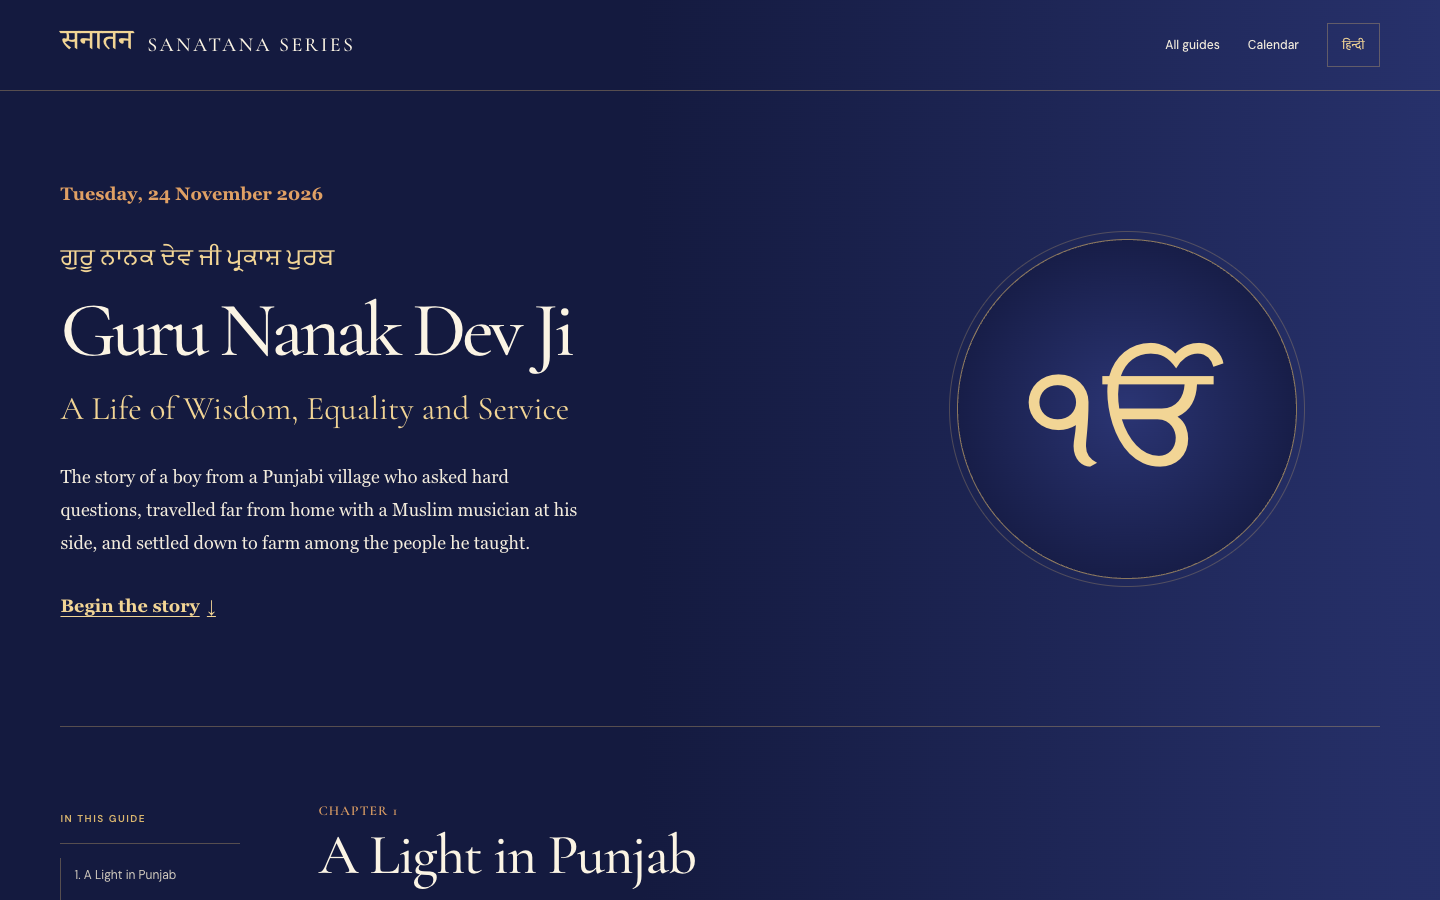 सनातन SANATANA SERIES
All guides Calendar हिन्दी
Tuesday, 24 November 2026
ਗੁਰੂ ਨਾਨਕ ਦੇਵ ਜੀ ਪ੍ਰਕਾਸ਼ ਪੁਰਬ
Guru Nanak Dev Ji
A Life of Wisdom, Equality and Service
The story of a boy from a Punjabi village who asked hard
questions, travelled far from home with a Muslim musician at his
side, and settled down to farm among the people he taught.
Begin the story ↓
ੴ
IN THIS GUIDE
1. A Light in Punjab
CHAPTER 1
A Light in Punjab